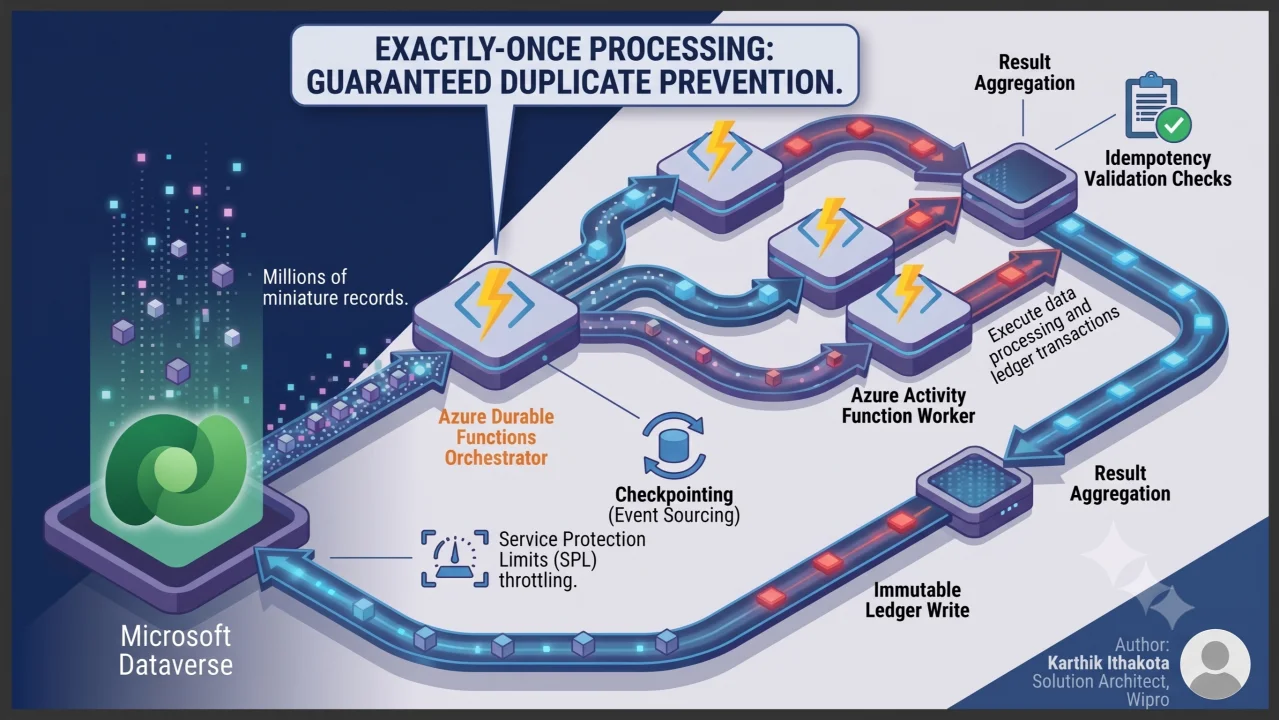 EXACTLY-ONCE PROCESSING:
GUARANTEED DUPLICATE PREVENTION.
Result
Aggregation
Idempotency
Validation Checks
Millions of
miniature records.
Execute data
processing and
ledger transactions
Azure Activity
Function Worker
Azure Durable
Functions
Orchestrator
Checkpointing
(Event Sourcing)
Result
Aggregation
Service Protection
Limits (SPL)
throttling.
Immutable
Ledger Write
Microsoft
Dataverse
Author:
Karthik Ithakota
Solution Architect,
Wipro